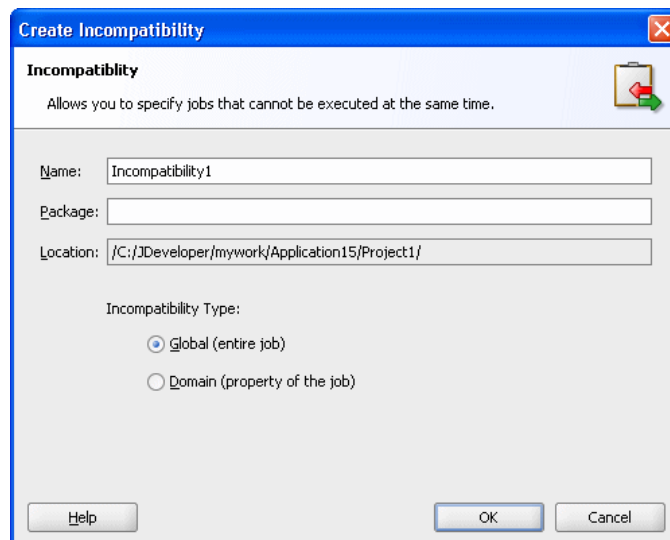 Create Incompatibility
Incompatiblity
Allows you to specify jobs that cannot be executed at the same time.
Name: Incompatibility1
Package:
Location: /C:/JDeveloper/mywork/Application15/Project1/
Incompatibility Type:
Global (entire job)
Domain (property of the job)
Help OK Cancel